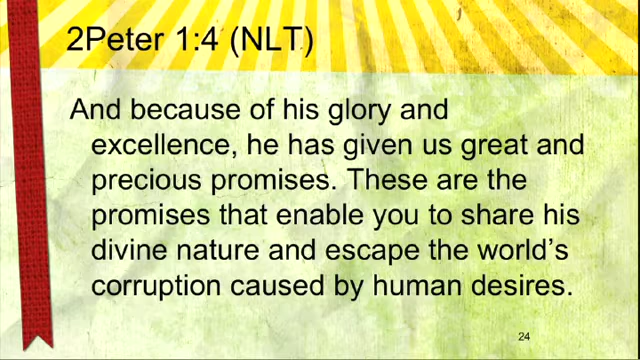 2Peter 1:4 (NLT)
And because of his glory and
excellence, he has given us great and
precious promises. These are the
promises that enable you to share his
divine nature and escape the world’s
corruption caused by human desires.
24